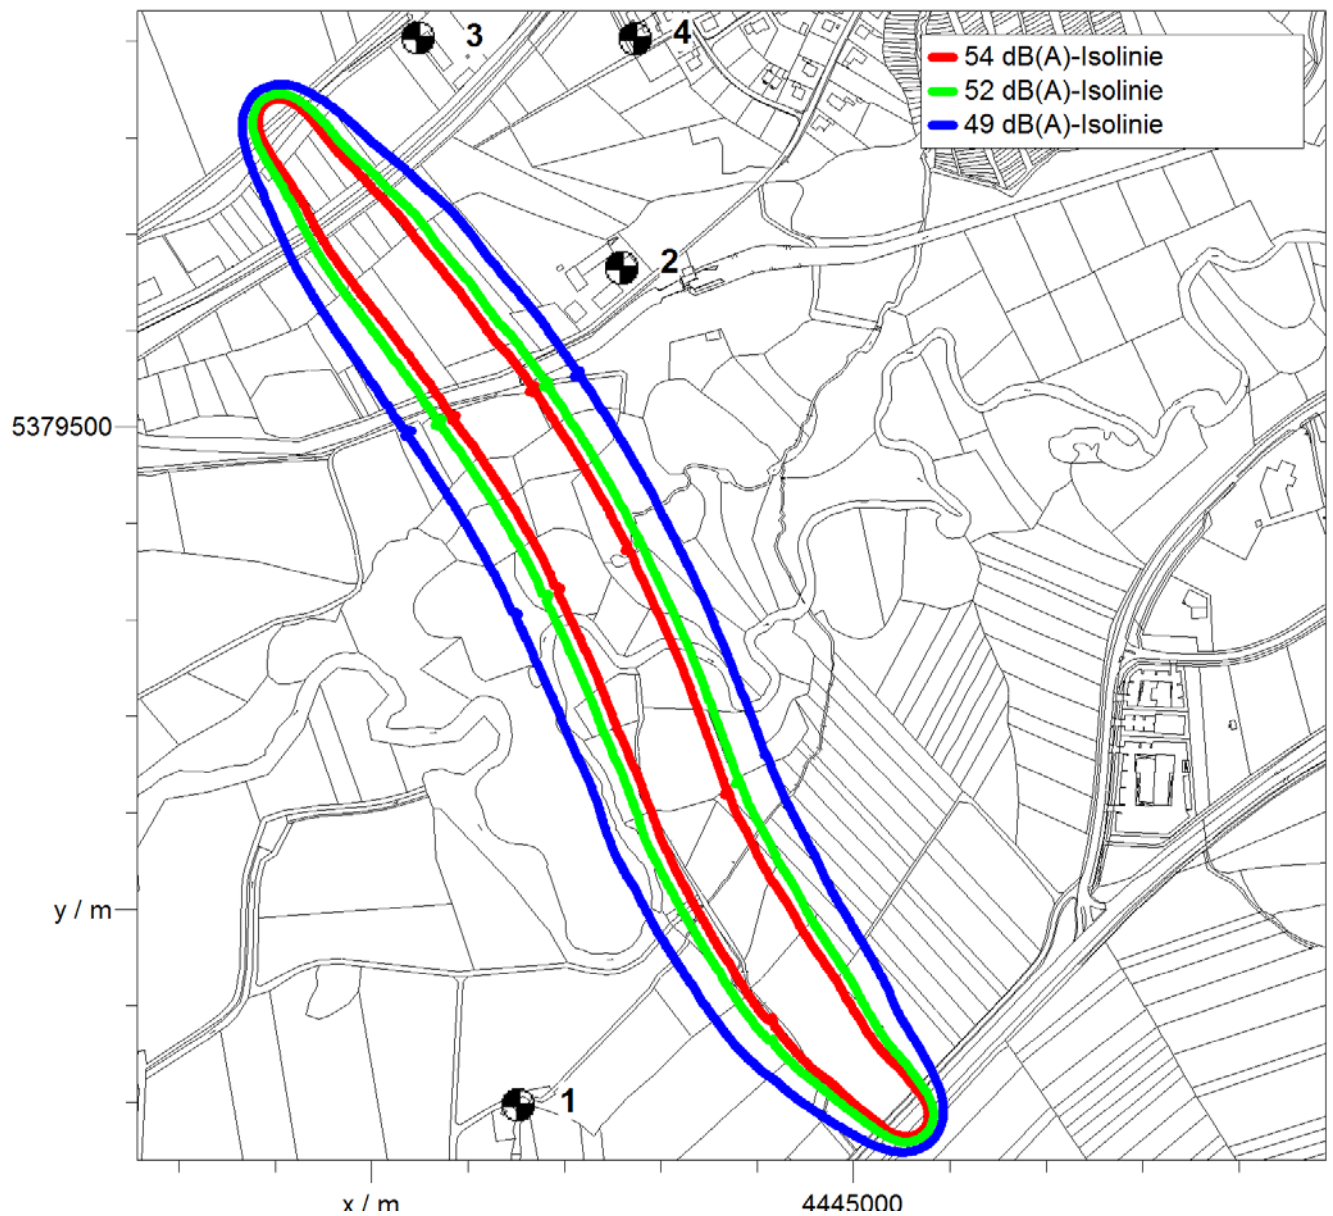 3
4
54 dB(A)-Isolinie
52 dB(A)-Isolinie
49 dB(A)-Isolinie
2
5379500
y / m
1
x / m
4445000